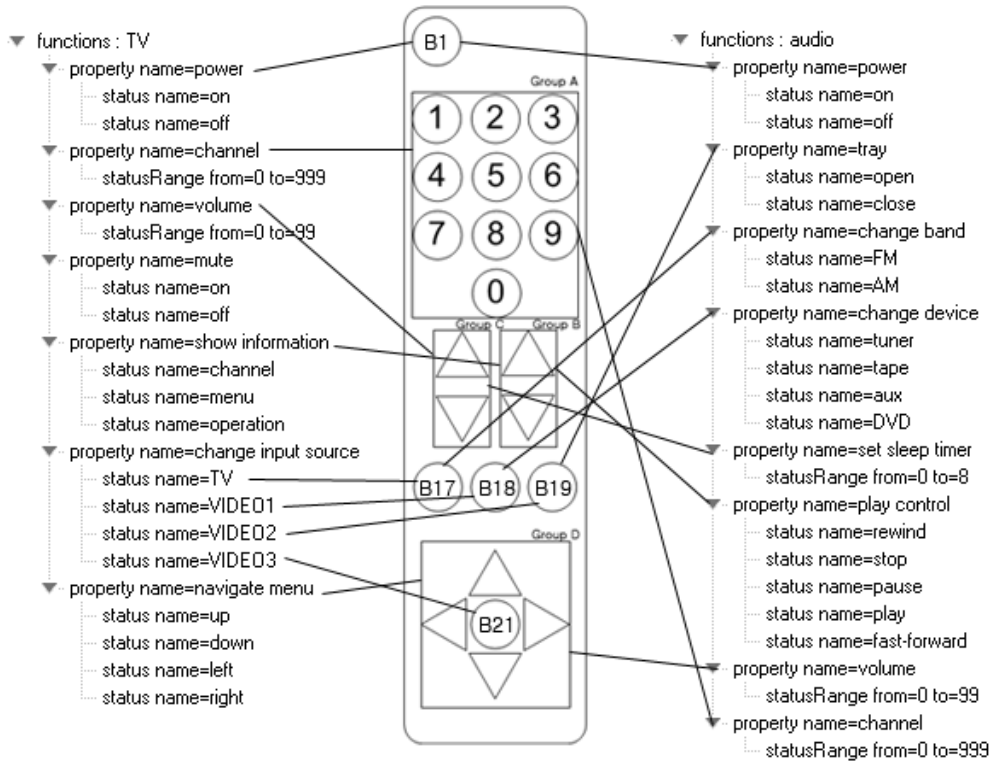 functions : TV
property name=power
status name=on
status name=off
property name=channel
statusRange from=0 to=999
property name=volume
statusRange from=0 to=99
property name=mute
status name=on
status name=off
property name=show information
status name=channel
status name=menu
status name=operation
property name=change input source
status name=TV
status name=VIDEO1
status name=VIDEO2
status name=VIDEO3
property name=navigate menu
status name=up
status name=down
status name=left
status name=right
B1
Group A
1 2 3
4 5 6
7 8 9
0
Group C Group B
B17 B18 B19
Group D
B21
functions : audio
property name=power
status name=on
status name=off
property name=tray
status name=open
status name=close
property name=change band
status name=FM
status name=AM
property name=change device
status name=tuner
status name=tape
status name=aux
status name=DVD
property name=set sleep timer
statusRange from=0 to=8
property name=play control
status name=rewind
status name=stop
status name=pause
status name=play
status name=fast-forward
property name=volume
statusRange from=0 to=99
property name=channel
statusRange from=0 to=999